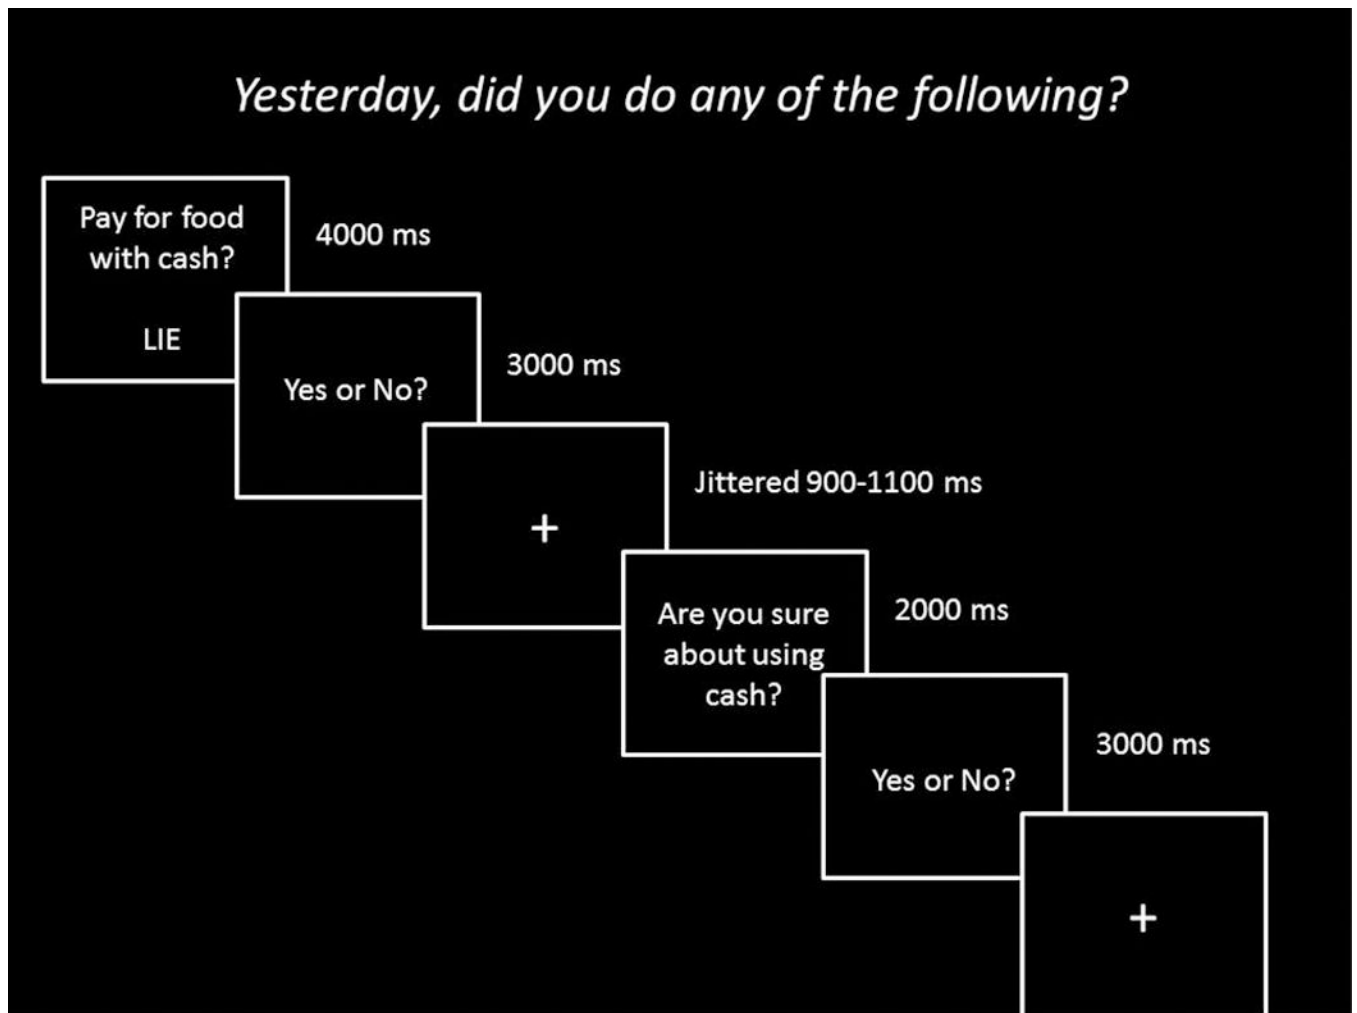 Yesterday, did you do any of the following?
Pay for food
with cash?
LIE
4000 ms
Yes or No?
3000 ms
+
Jittered 900-1100 ms
Are you sure
about using
cash?
2000 ms
Yes or No?
3000 ms
+